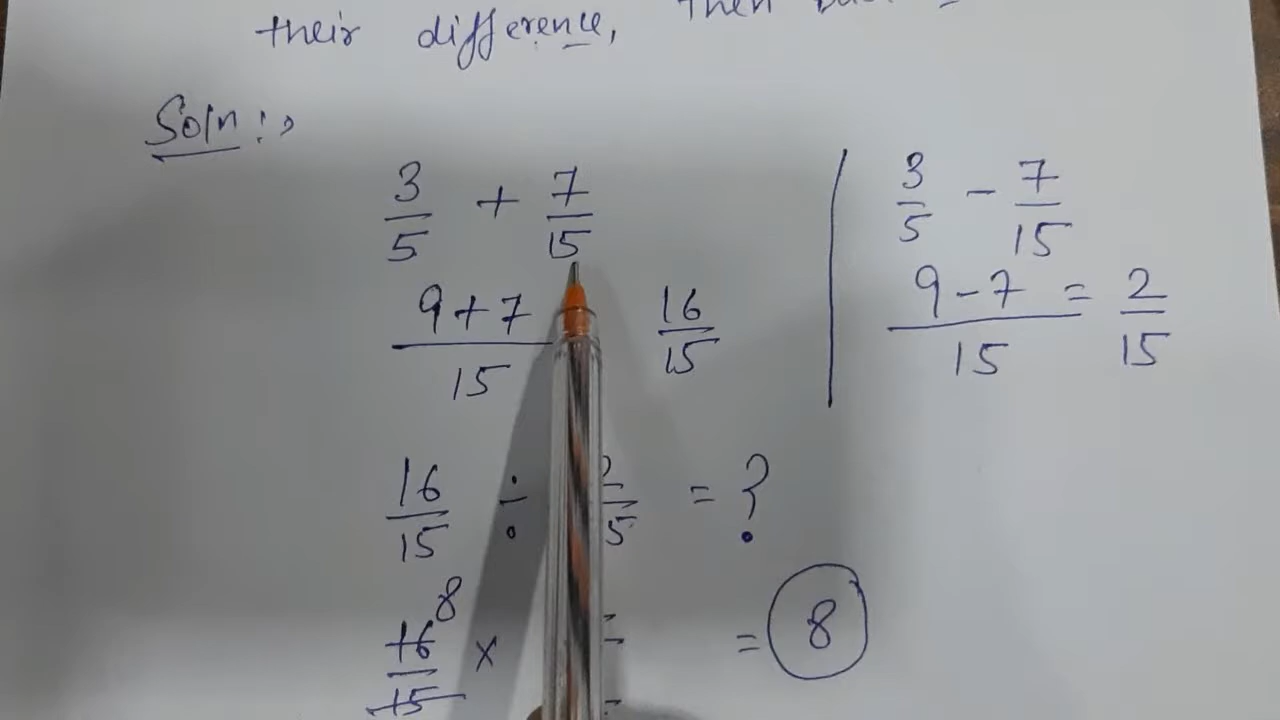 their difference, then
Soln :→
3/5 + 7/15
9+7/15 16/15
16/15 ÷ = ?
8
16/15 × = 8
3/5 - 7/15
9-7/15 = 2/15